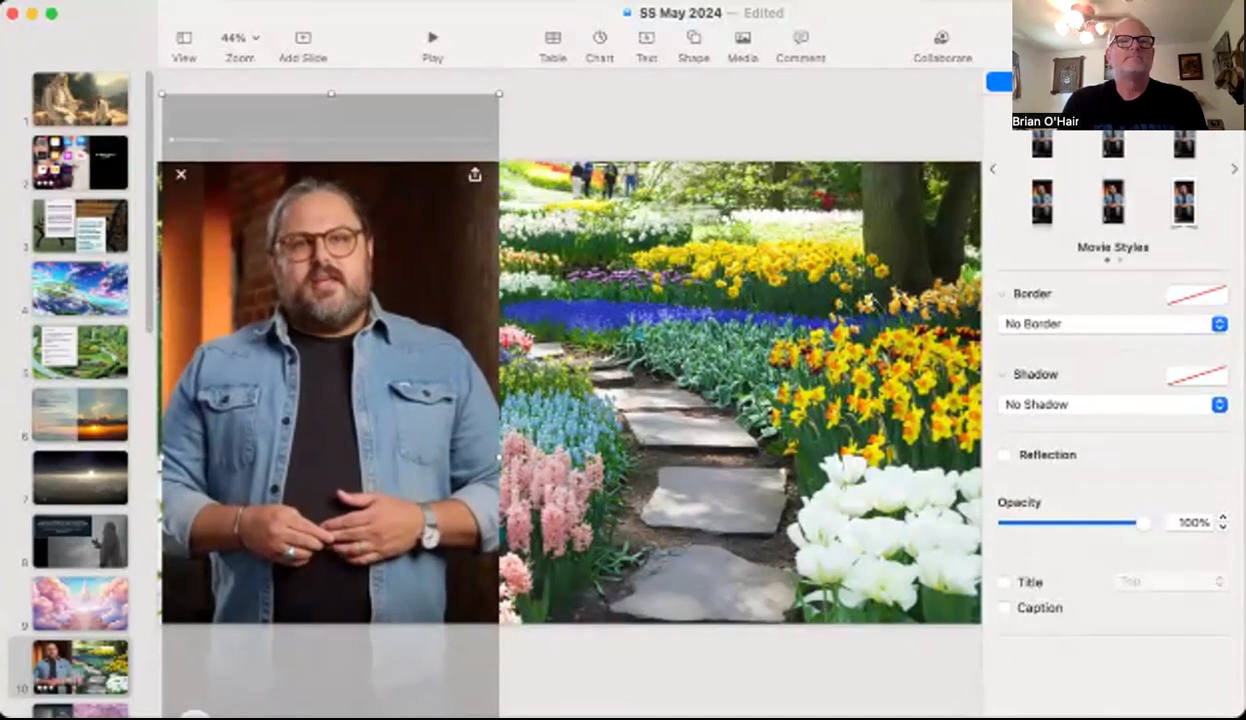 SS May 2024 — Edited
44%
View Zoom Add Slide Play Table Chart Text Shape Media Comment Collaborate
Brian O'Hair
1
2
3
4
5
6
7
8
9
10
Movie Styles
Border
No Border
Shadow
No Shadow
Reflection
Opacity
100%
Title Top
Caption